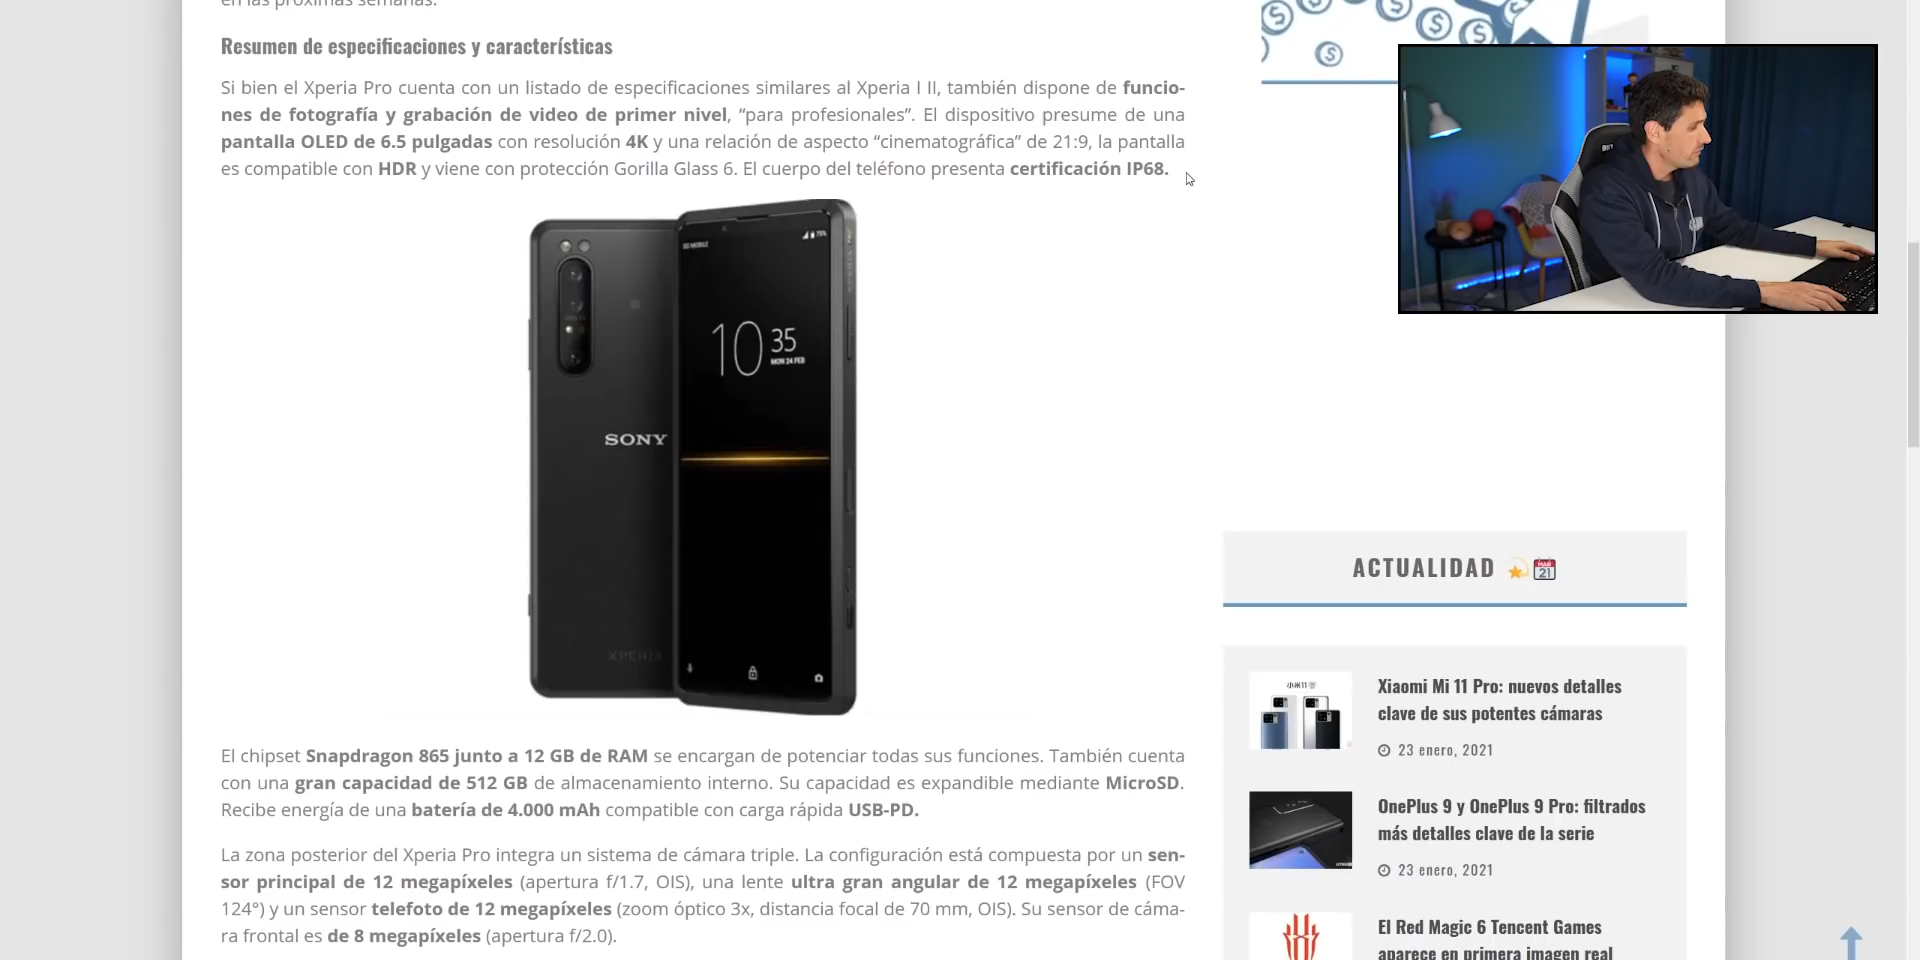 Resumen de especificaciones y características
Si bien el Xperia Pro cuenta con un listado de especificaciones similares al Xperia I II, también dispone de funcio-
nes de fotografía y grabación de video de primer nivel, “para profesionales”. El dispositivo presume de una
pantalla OLED de 6.5 pulgadas con resolución 4K y una relación de aspecto “cinematográfica” de 21:9, la pantalla
es compatible con HDR y viene con protección Gorilla Glass 6. El cuerpo del teléfono presenta certificación IP68.
75%
10 35
MON 24 FEB
SONY
XPERIA
El chipset Snapdragon 865 junto a 12 GB de RAM se encargan de potenciar todas sus funciones. También cuenta
con una gran capacidad de 512 GB de almacenamiento interno. Su capacidad es expandible mediante MicroSD.
Recibe energía de una batería de 4.000 mAh compatible con carga rápida USB-PD.
La zona posterior del Xperia Pro integra un sistema de cámara triple. La configuración está compuesta por un sen-
sor principal de 12 megapíxeles (apertura f/1.7, OIS), una lente ultra gran angular de 12 megapíxeles (FOV
124°) y un sensor telefoto de 12 megapíxeles (zoom óptico 3x, distancia focal de 70 mm, OIS). Su sensor de cáma-
ra frontal es de 8 megapíxeles (apertura f/2.0).
ACTUALIDAD
Xiaomi Mi 11 Pro: nuevos detalles
clave de sus potentes cámaras
23 enero, 2021
OnePlus 9 y OnePlus 9 Pro: filtrados
más detalles clave de la serie
23 enero, 2021
El Red Magic 6 Tencent Games
aparece en primera imagen real